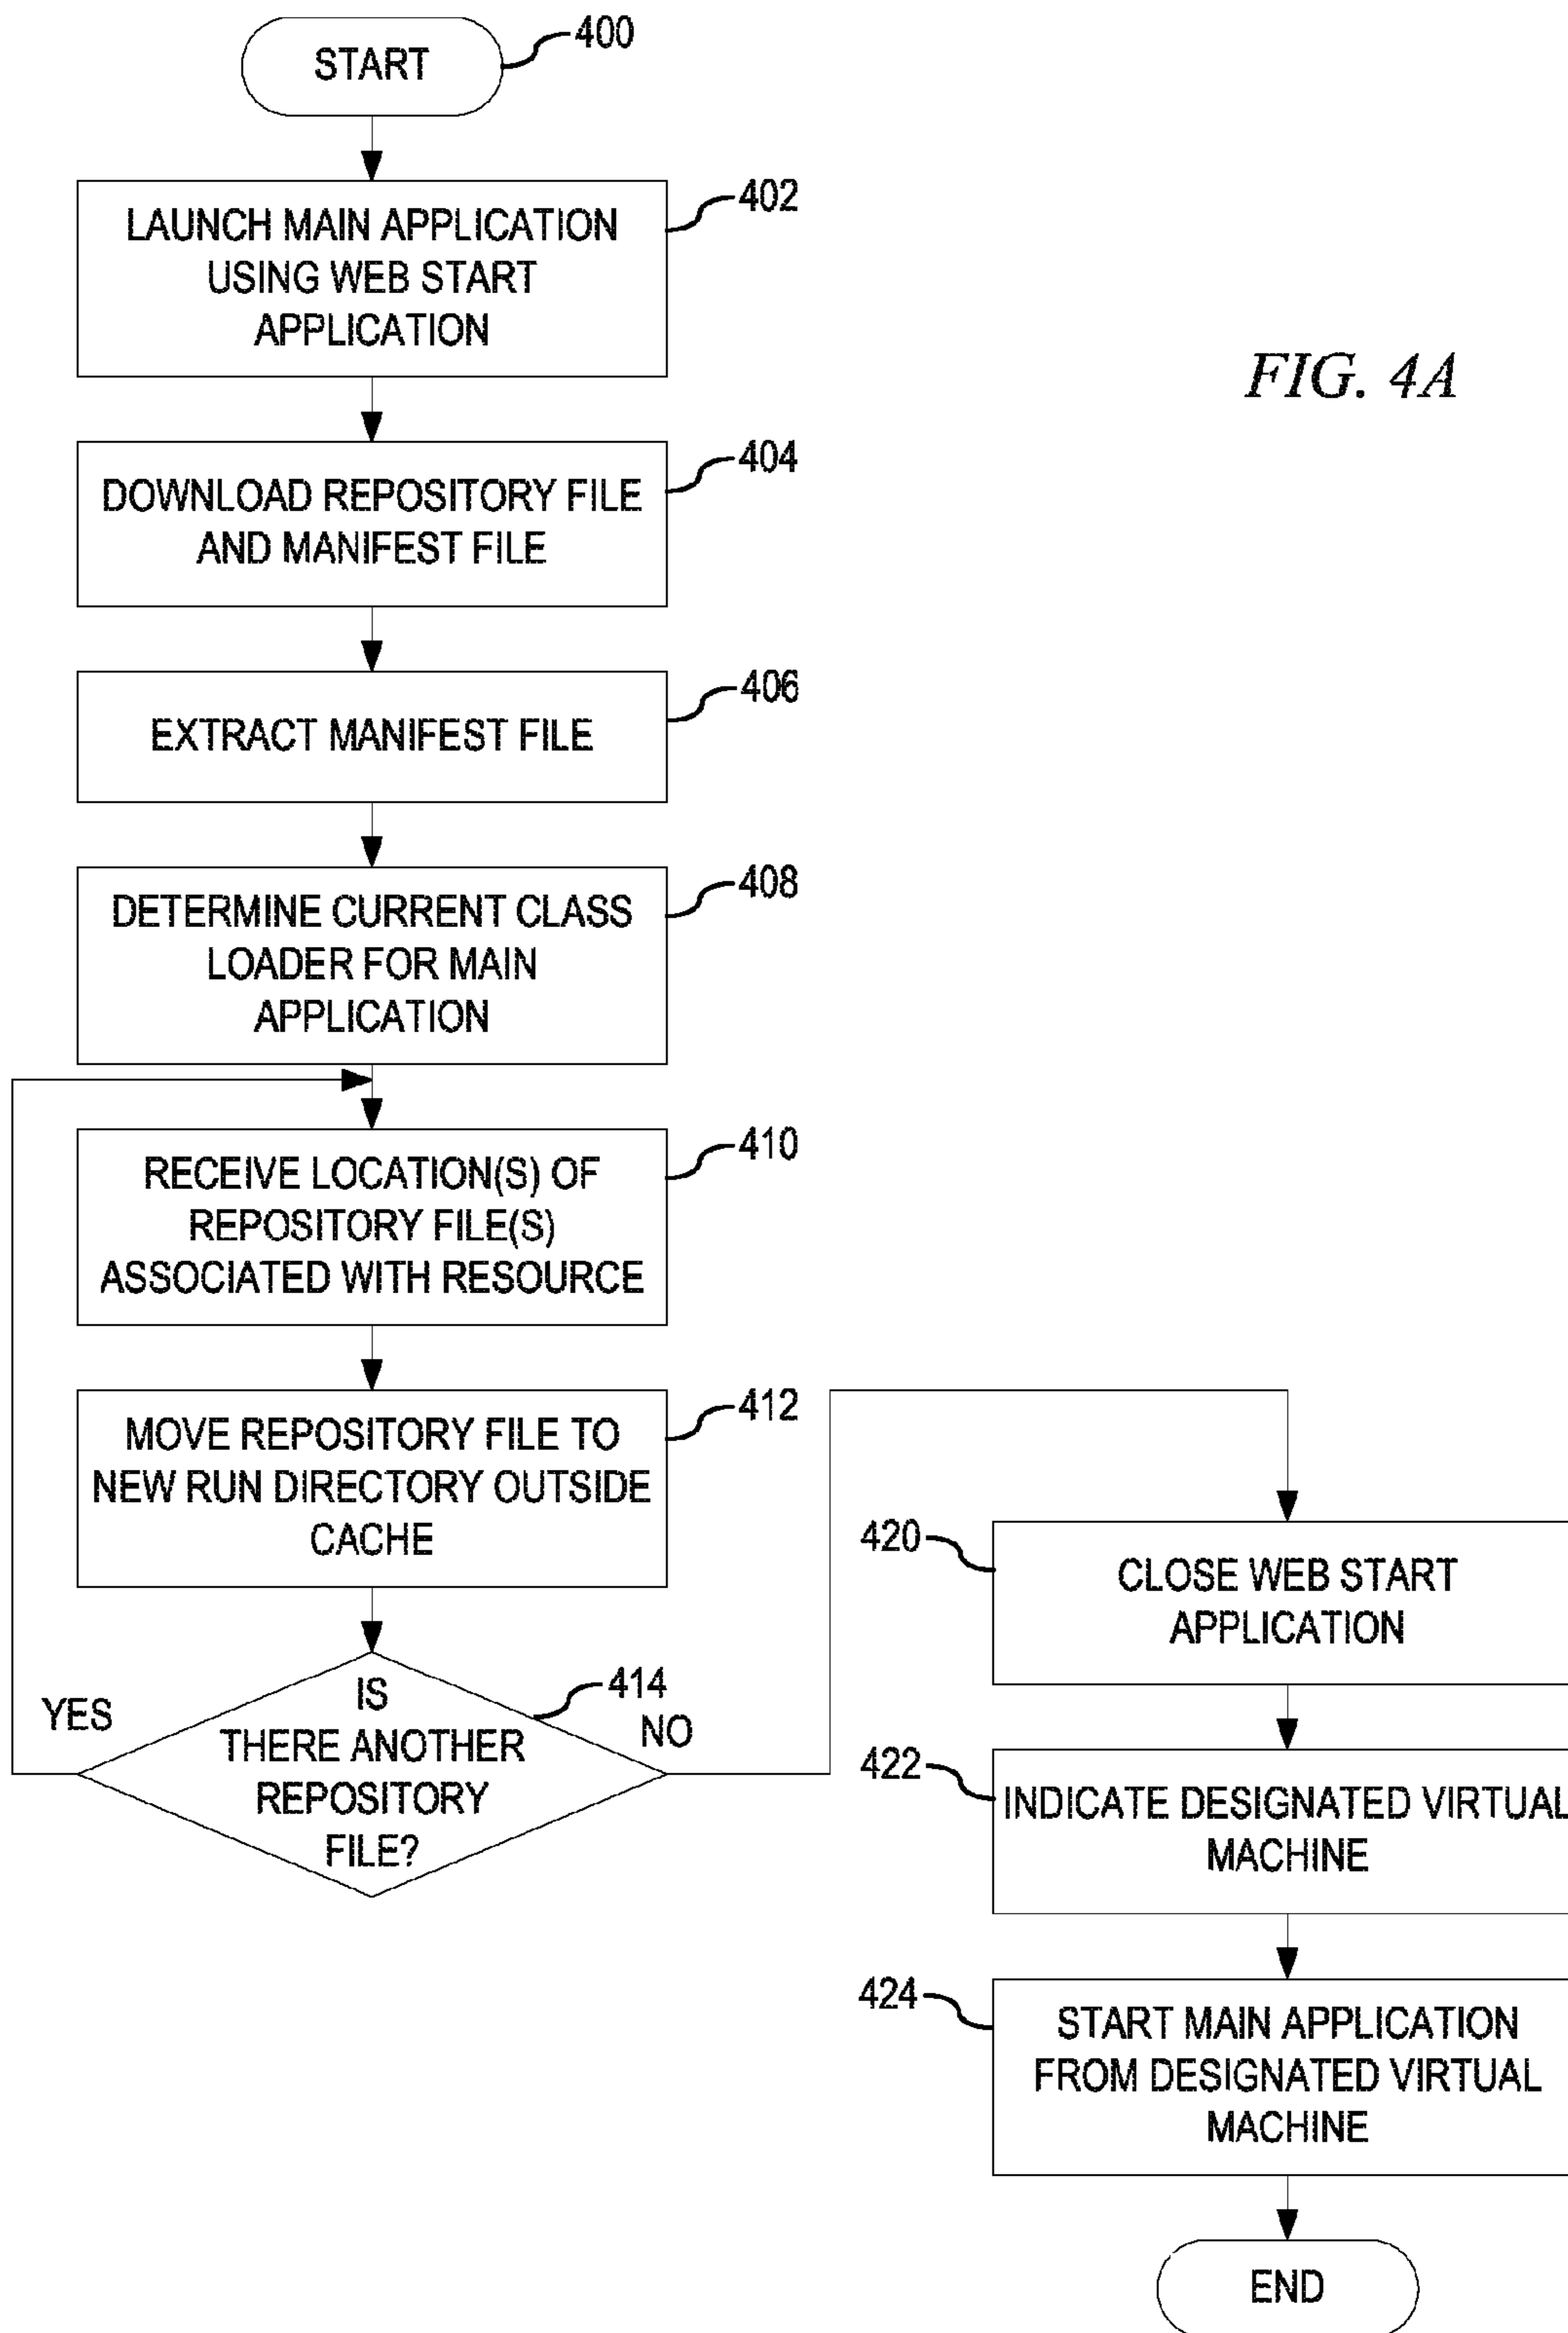 START
400
LAUNCH MAIN APPLICATION
USING WEB START
APPLICATION
402
FIG. 4A
DOWNLOAD REPOSITORY FILE
AND MANIFEST FILE
404
EXTRACT MANIFEST FILE
406
DETERMINE CURRENT CLASS
LOADER FOR MAIN
APPLICATION
408
RECEIVE LOCATION(S) OF
REPOSITORY FILE(S)
ASSOCIATED WITH RESOURCE
410
MOVE REPOSITORY FILE TO
NEW RUN DIRECTORY OUTSIDE
CACHE
412
IS
THERE ANOTHER
REPOSITORY
FILE?
414
YES
NO
420
CLOSE WEB START
APPLICATION
422
INDICATE DESIGNATED VIRTUAL
MACHINE
424
START MAIN APPLICATION
FROM DESIGNATED VIRTUAL
MACHINE
END